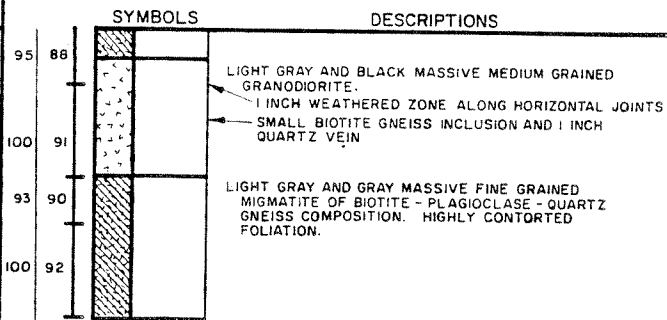 SYMBOLS DESCRIPTIONS
95 88
LIGHT GRAY AND BLACK MASSIVE MEDIUM GRAINED
GRANODIORITE.
1 INCH WEATHERED ZONE ALONG HORIZONTAL JOINTS
SMALL BIOTITE GNEISS INCLUSION AND 1 INCH
100 91
QUARTZ VEIN
LIGHT GRAY AND GRAY MASSIVE FINE GRAINED
93 90
MIGMATITE OF BIOTITE - PLAGIOCLASE - QUARTZ
GNEISS COMPOSITION. HIGHLY CONTORTED
FOLIATION.
100 92